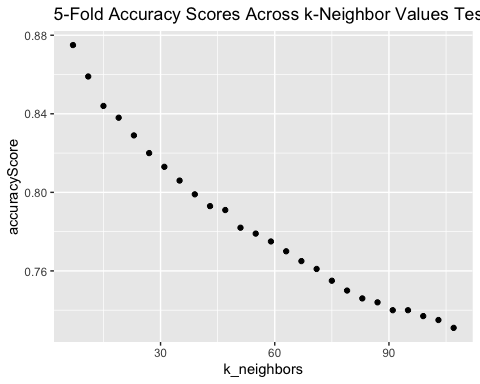 5-Fold Accuracy Scores Across k-Neighbor Values Tes
0.88
0.84
0.80
0.76
accuracyScore
30
60
90
k_neighbors